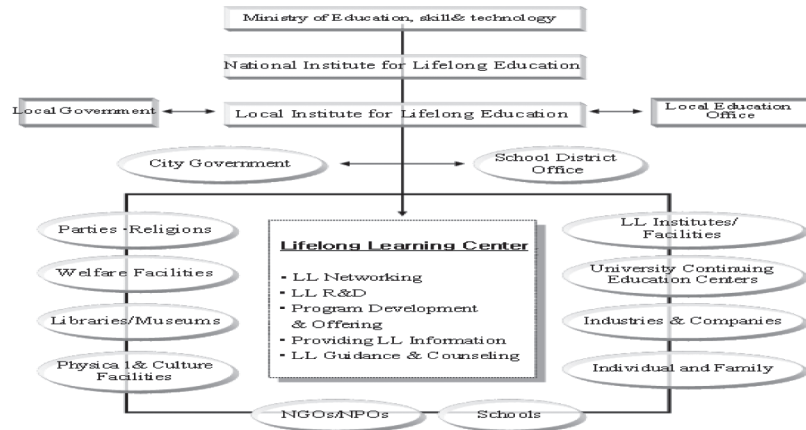 Ministry of Education, skill& technology
National Institute for Lifelong Education
Local Government
Local Institute for Lifelong Education
Local Education
Office
City Government
School District
Office
Parties ·Religions
Welfare Facilities
Libraries/Museums
Physical & Culture
Facilities
Lifelong Learning Center
▪ LL Networking
▪ LL R&D
▪ Program Development
& Offering
▪ Providing LL Information
▪ LL Guidance & Counseling
LL Institutes/
Facilities
University Continuing
Education Centers
Industries & Companies
Individual and Family
NGOs/NPOs
Schools